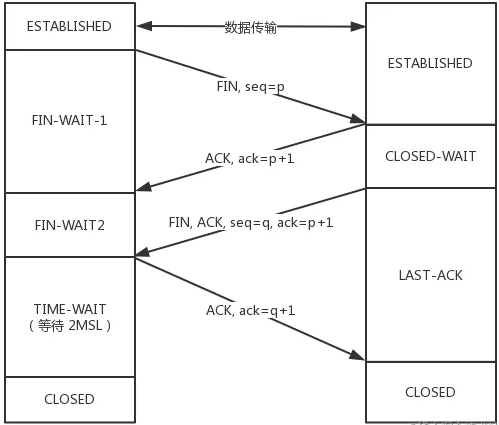 ESTABLISHED
数据传输
ESTABLISHED
FIN, seq=p
FIN-WAIT-1
ACK, ack=p+1
CLOSED-WAIT
FIN-WAIT2
FIN, ACK, seq=q, ack=p+1
LAST-ACK
TIME-WAIT
（等待 2MSL）
ACK, ack=q+1
CLOSED
CLOSED